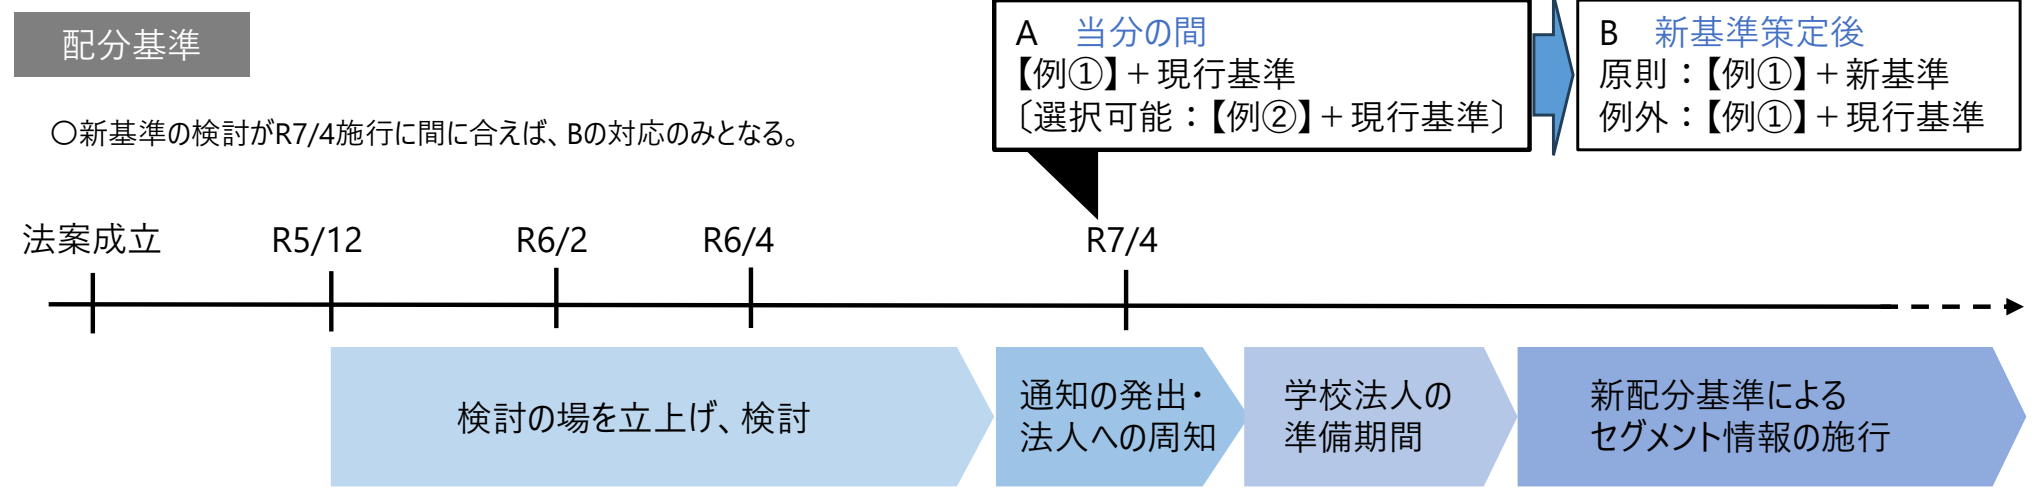 配分基準
〇新基準の検討がR7/4施行に間に合えば、Bの対応のみとなる。
A 当分の間
【例①】＋現行基準
〔選択可能：【例②】＋現行基準〕
B 新基準策定後
原則：【例①】＋新基準
例外：【例①】＋現行基準
法案成立
R5/12
R6/2
R6/4
R7/4
検討の場を立上げ、検討
通知の発出・
法人への周知
学校法人の
準備期間
新配分基準による
セグメント情報の施行